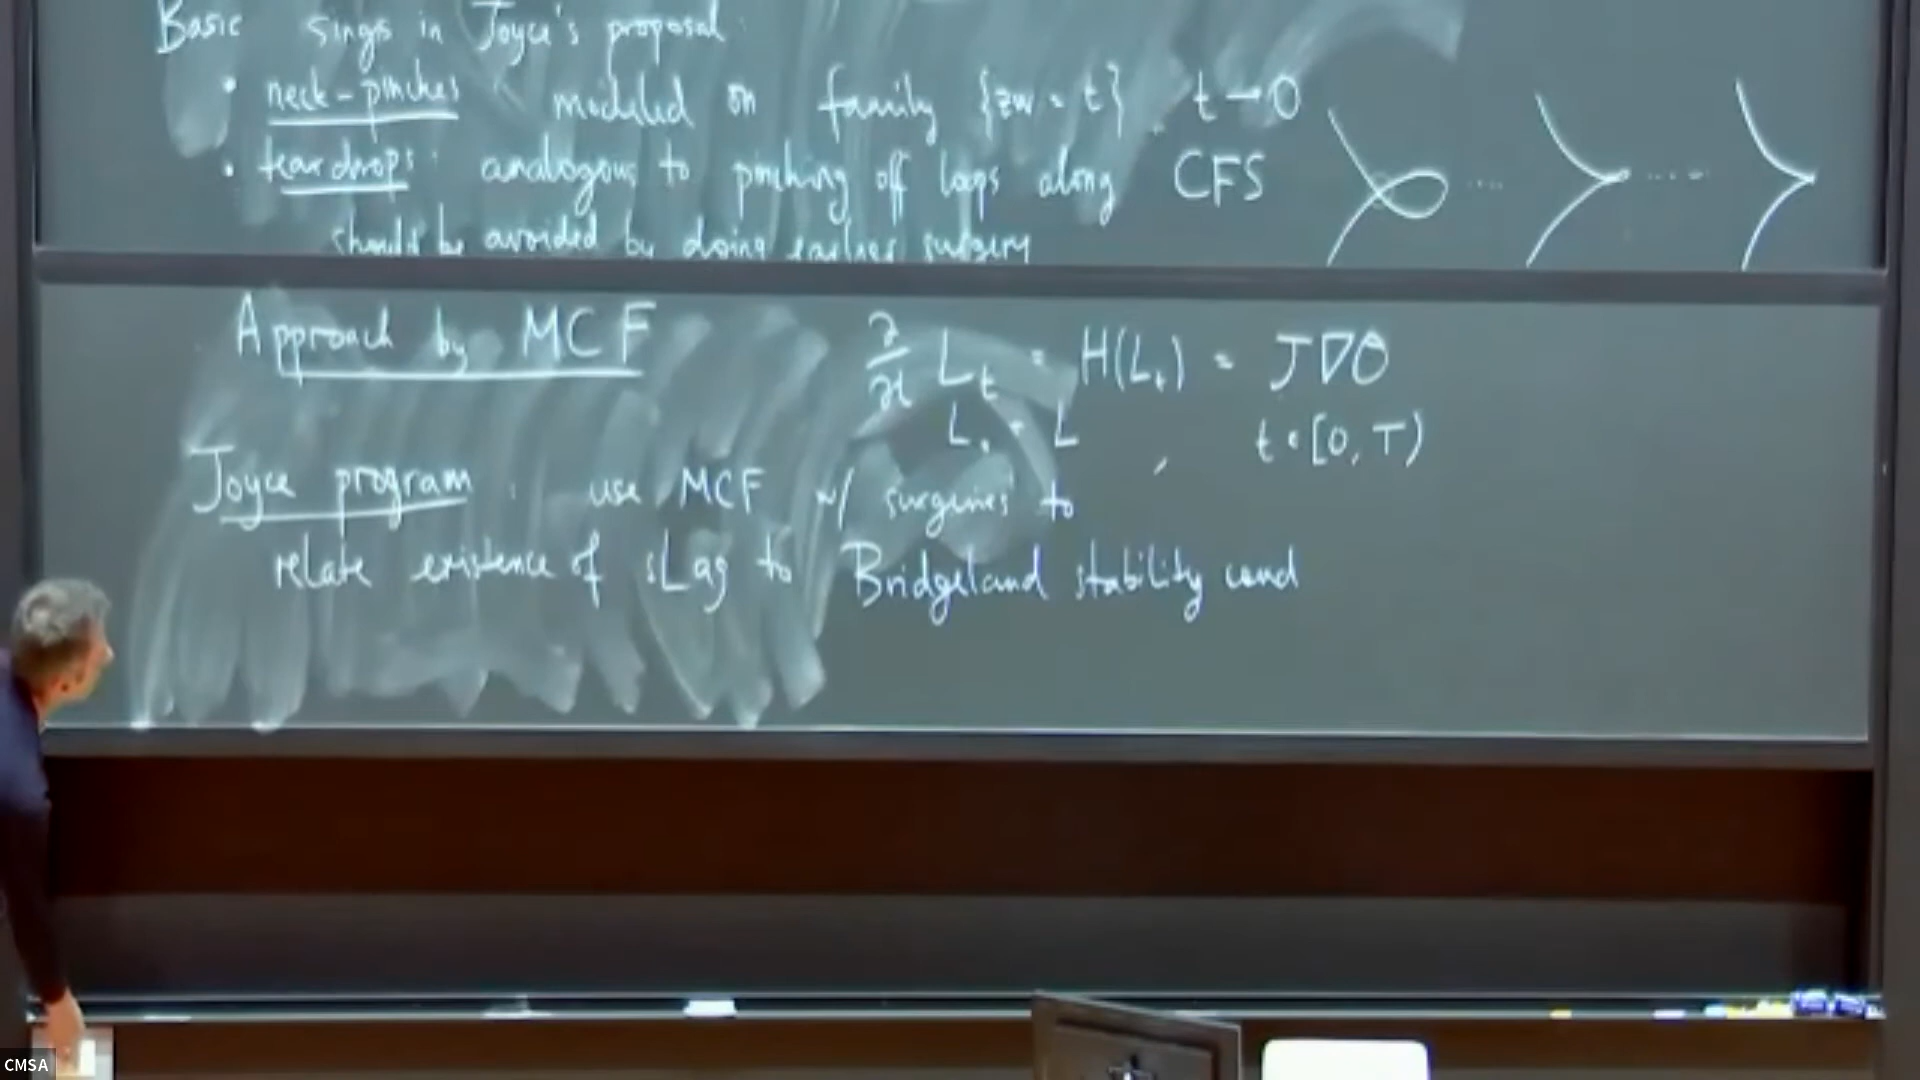 Basic sings in Joyce's proposal:
• neck-pinches modeled on family {zw = t}, t→0
• teardrops: analogous to pinching off loops along CFS
should be avoided by doing earlier surgery
Approach by MCF ∂/∂t L_t = H(L_t) = J∇θ
L_0 = L, t ∈ [0, T)
Joyce program: use MCF w/ surgeries to
relate existence of sLag to Bridgeland stability cond
CMSA